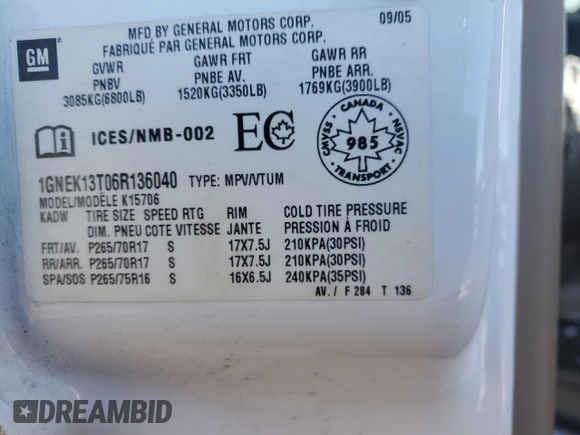 GM
MFD BY GENERAL MOTORS CORP.
FABRIQUÉ PAR GENERAL MOTORS CORP.
09/05
GVWR GAWR FRT GAWR RR
PNBV PNBE AV. PNBE ARR.
3085KG(6800LB) 1520KG(3350LB) 1769KG(3900LB)
ICES/NMB-002
EC
CANADA
CMVSS
NSVAC
985
TRANSPORT
1GNEK13T06R136040 TYPE: MPV/VTUM
MODEL/MODÈLE K15706
KADW TIRE SIZE SPEED RTG RIM COLD TIRE PRESSURE
DIM. PNEU COTE VITESSE JANTE PRESSION À FROID
FRT/AV. P265/70R17 S 17X7.5J 210KPA(30PSI)
RR/ARR. P265/70R17 S 17X7.5J 210KPA(30PSI)
SPA/SOS P265/75R16 S 16X6.5J 240KPA(35PSI)
AV. / F 284 T 136
DREAMBID